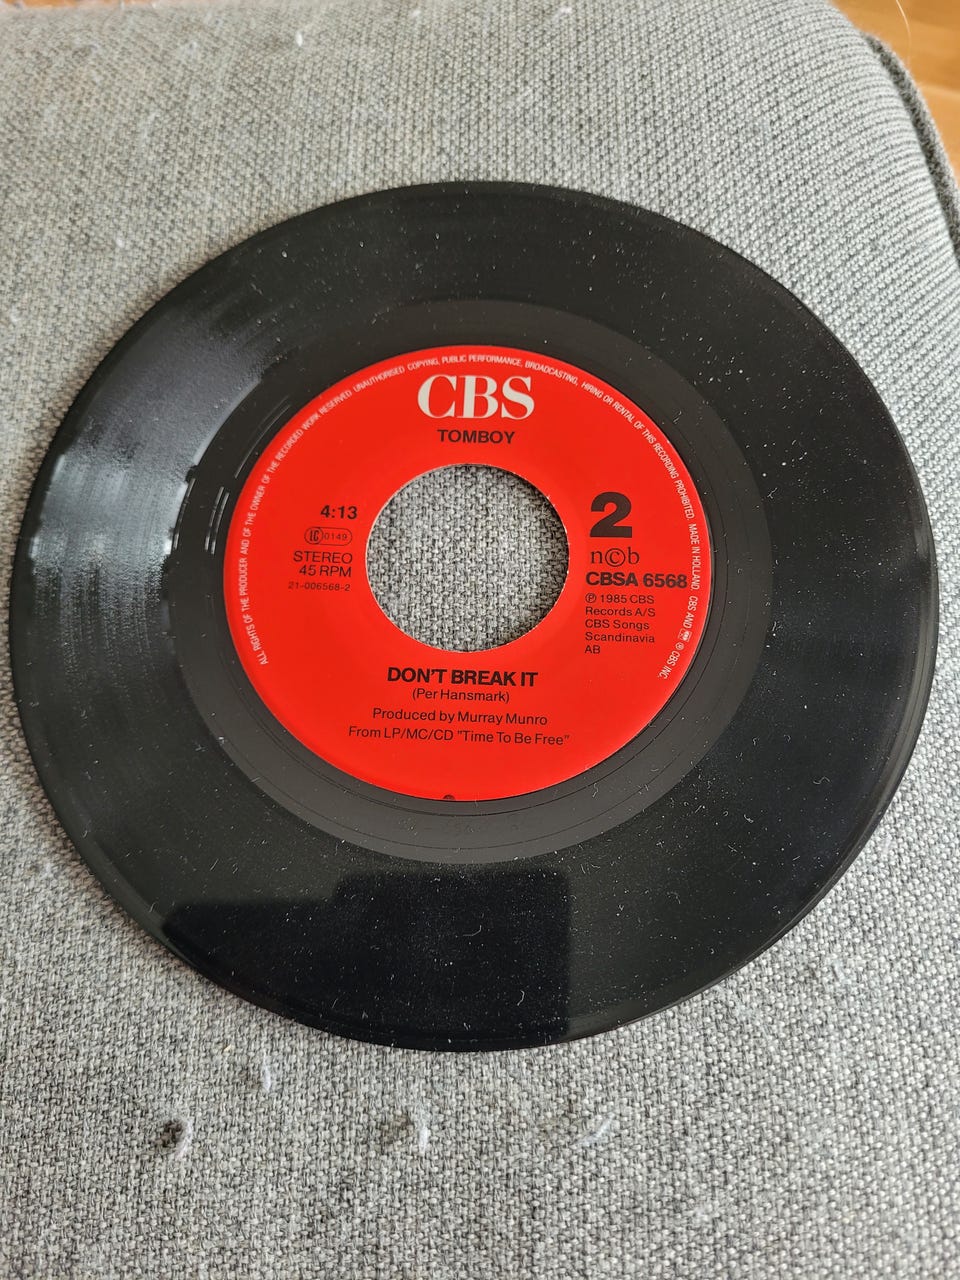 ALL RIGHTS OF THE PRODUCER AND OF THE OWNER OF THE RECORDED WORK RESERVED UNAUTHORISED COPYING, PUBLIC PERFORMANCE, BROADCASTING, HIRING OR RENTAL OF THIS RECORDING PROHIBITED. MADE IN HOLLAND. CBS AND ® CBS INC.
CBS
TOMBOY
4:13
LC 0149
STEREO
45 RPM
21-006568-2
2
n©b
CBSA 6568
℗ 1985 CBS
Records A/S
CBS Songs
Scandinavia
AB
DON'T BREAK IT
(Per Hansmark)
Produced by Murray Munro
From LP/MC/CD "Time To Be Free"